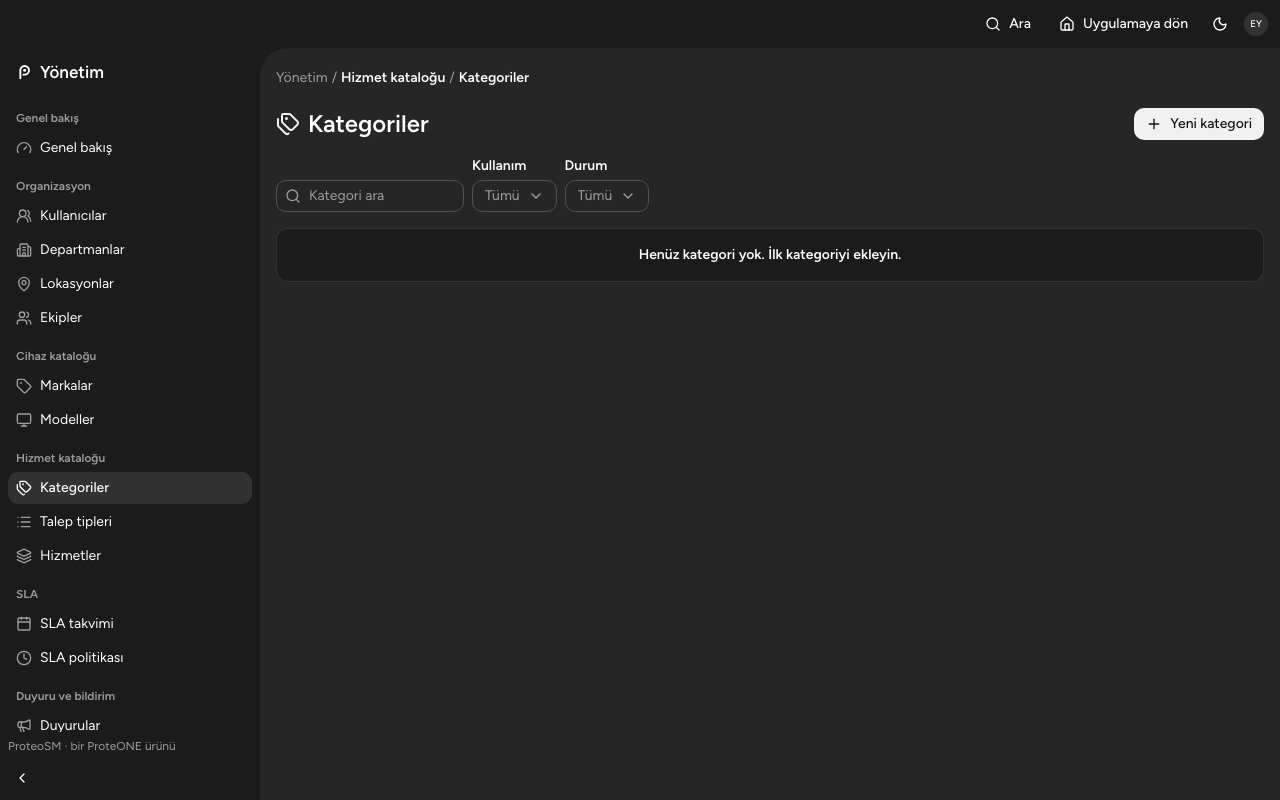 Ara
Uygulamaya dön
EY
Yönetim
Genel bakış
Genel bakış
Organizasyon
Kullanıcılar
Departmanlar
Lokasyonlar
Ekipler
Cihaz kataloğu
Markalar
Modeller
Hizmet kataloğu
Kategoriler
Talep tipleri
Hizmetler
SLA
SLA takvimi
SLA politikası
Duyuru ve bildirim
Duyurular
ProteoSM · bir ProteONE ürünü
Yönetim / Hizmet kataloğu / Kategoriler
Kategoriler
Yeni kategori
Kullanım Durum
Kategori ara Tümü Tümü
Henüz kategori yok. İlk kategoriyi ekleyin.